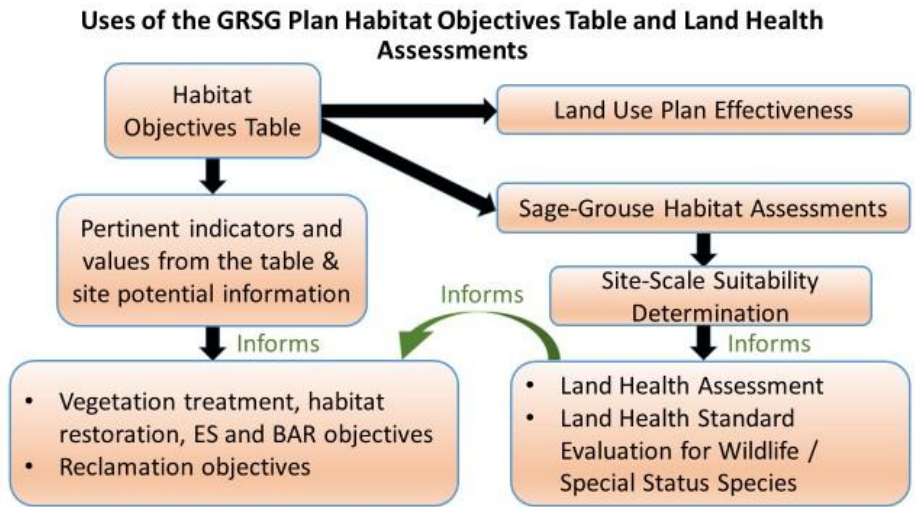 Uses of the GRSG Plan Habitat Objectives Table and Land Health
Assessments
Habitat
Objectives Table
Land Use Plan Effectiveness
Sage-Grouse Habitat Assessments
Pertinent indicators and
values from the table &
site potential information
Site-Scale Suitability
Determination
Informs
Informs
Informs
• Vegetation treatment, habitat
restoration, ES and BAR objectives
• Reclamation objectives
• Land Health Assessment
• Land Health Standard
Evaluation for Wildlife /
Special Status Species